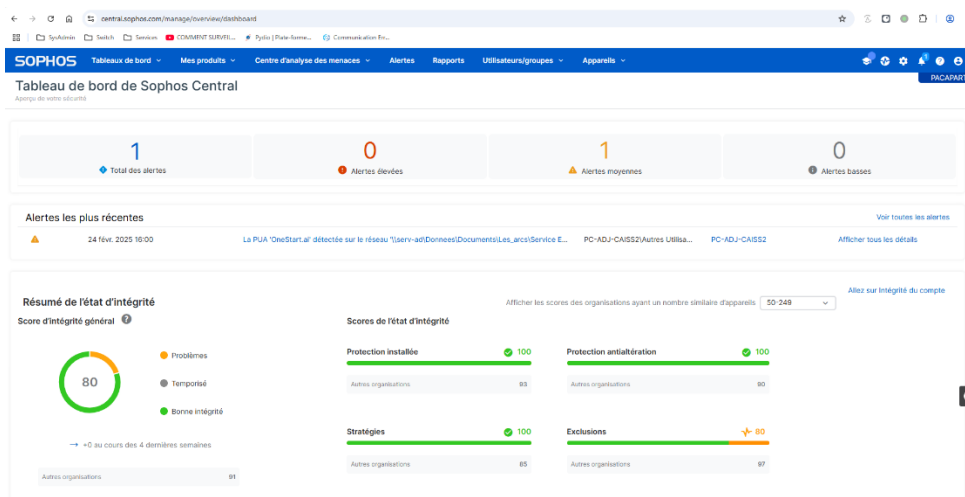 central.sophos.com/manage/overview/dashboard
SysAdmin Switch Services COMMENT SURVEIL... Pydio | Plate-forme... Communication En...
SOPHOS Tableaux de bord Mes produits Centre d'analyse des menaces Alertes Rapports Utilisateurs/groupes Appareils
PACAPART
Tableau de bord de Sophos Central
Aperçu de votre sécurité
1 0 1 0
Total des alertes Alertes élevées Alertes moyennes Alertes basses
Alertes les plus récentes Voir toutes les alertes
24 févr. 2025 16:00 La PUA 'OneStart.ai' détectée sur le réseau '\\serv-ad\Donnees\Documents\Les_arcs\Service E... PC-ADJ-CAISS2\Autres Utilisa... PC-ADJ-CAISS2 Afficher tous les détails
Allez sur Intégrité du compte
Résumé de l'état d'intégrité Afficher les scores des organisations ayant un nombre similaire d'appareils 50-249
Score d'intégrité général Scores de l'état d'intégrité
Protection installée 100 Protection antialtération 100
Problèmes
80 Temporisé Autres organisations 93 Autres organisations 90
Bonne intégrité
Stratégies 100 Exclusions 80
→ +0 au cours des 4 dernières semaines
Autres organisations 85 Autres organisations 97
Autres organisations 91